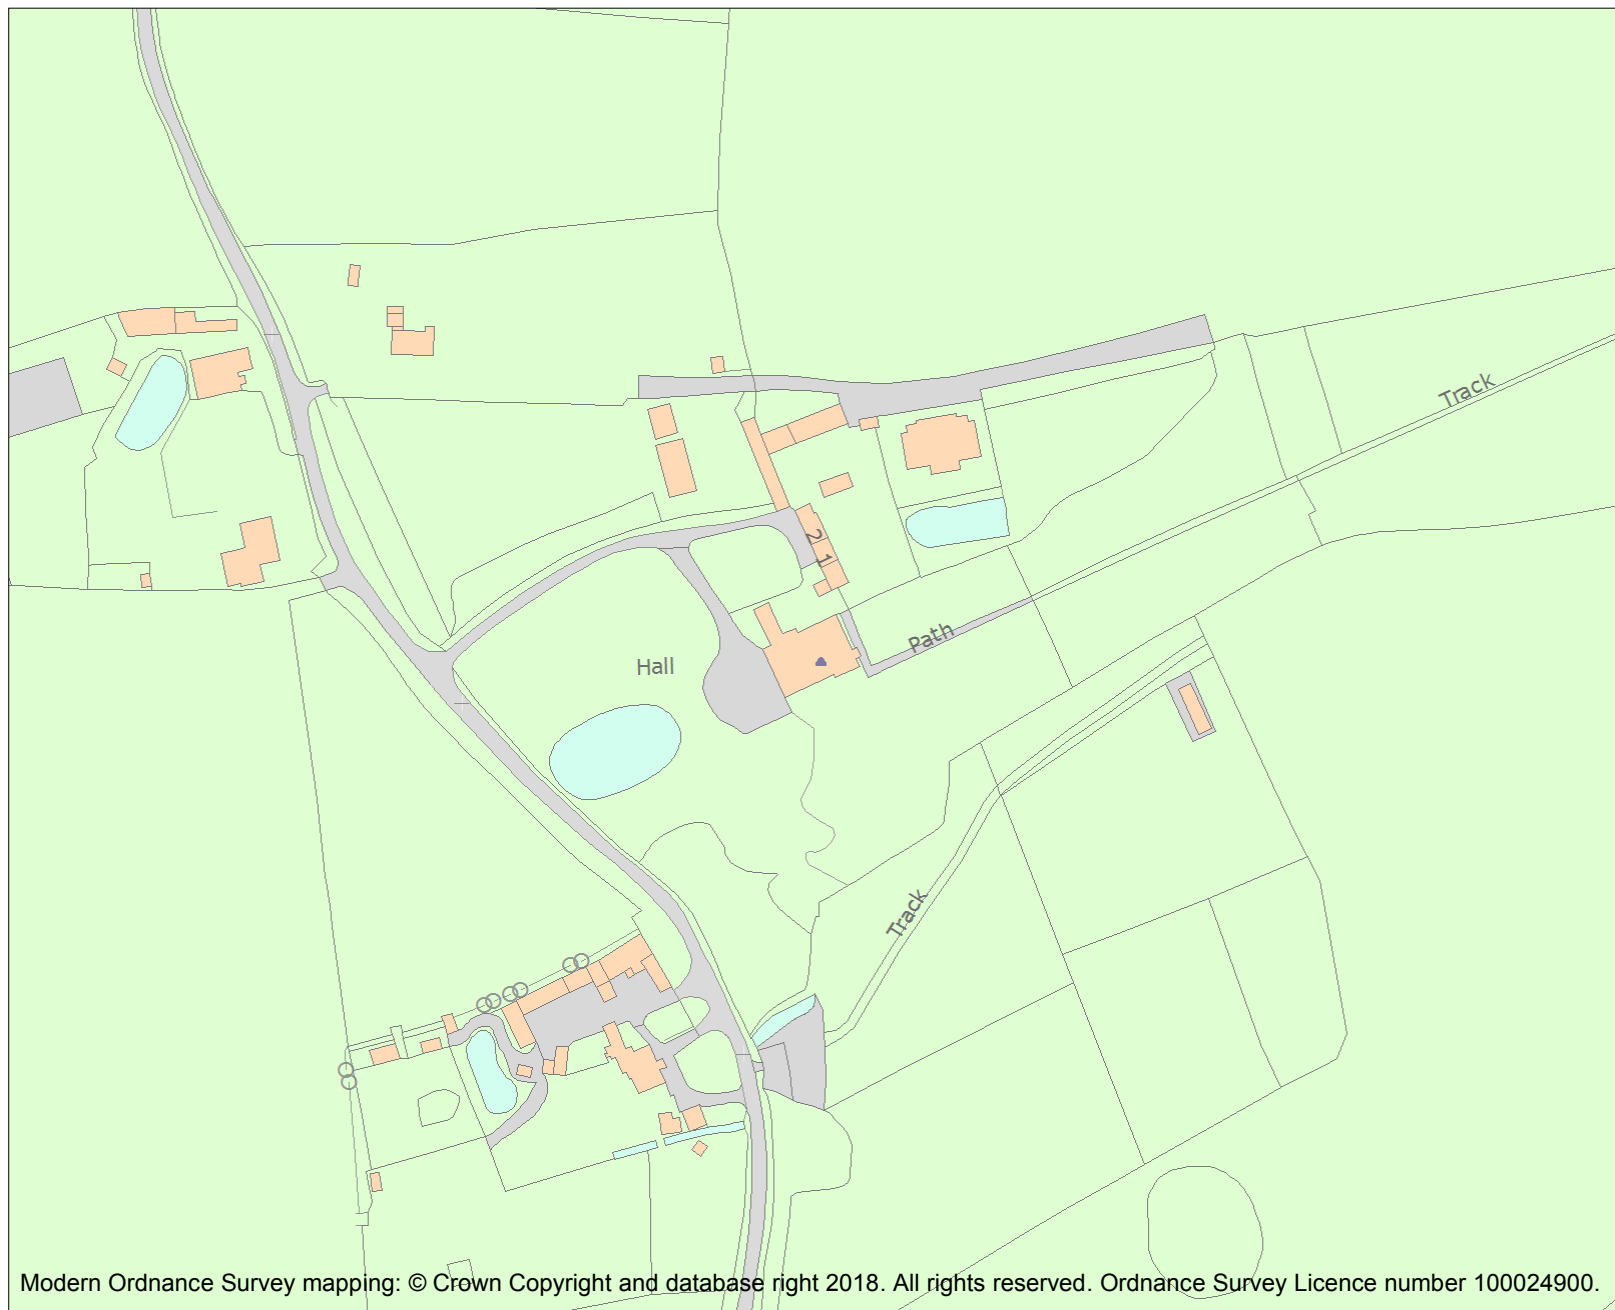 Track
2
1
Path
Hall
Track
Modern Ordnance Survey mapping: © Crown Copyright and database right 2018. All rights reserved. Ordnance Survey Licence number 100024900.